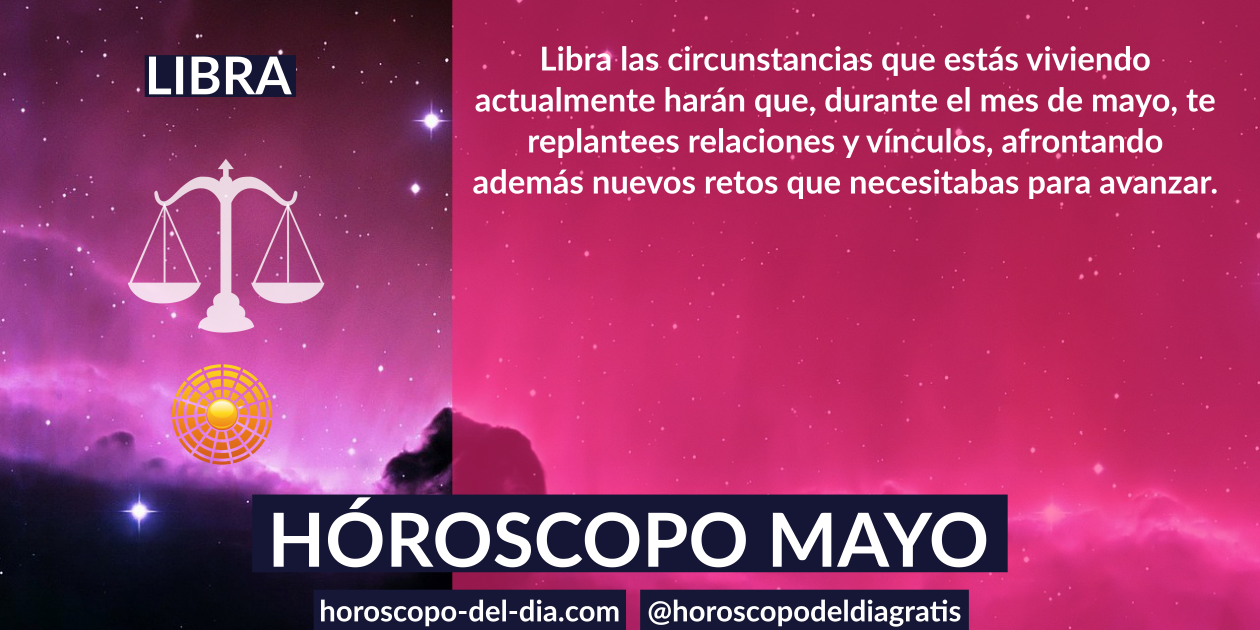 LIBRA
Libra las circunstancias que estás viviendo
actualmente harán que, durante el mes de mayo, te
replantees relaciones y vínculos, afrontando
además nuevos retos que necesitabas para avanzar.
HÓROSCOPO MAYO
horoscopo-del-dia.com
@horoscopodeldiagratis